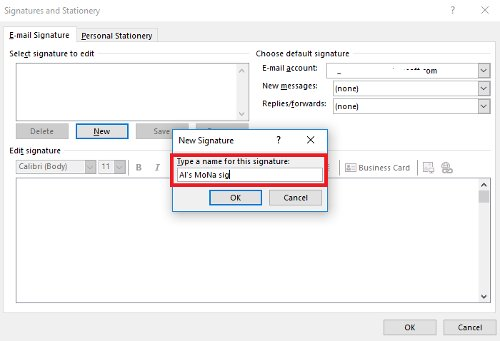 Signatures and Stationery
E-mail Signature Personal Stationery
Select signature to edit
Choose default signature
E-mail account:
New messages: (none)
Replies/forwards: (none)
Delete New Save
New Signature
Type a name for this signature:
Al's MoNa sig
OK Cancel
Edit signature
Calibri (Body) 11 B I Business Card
OK Cancel